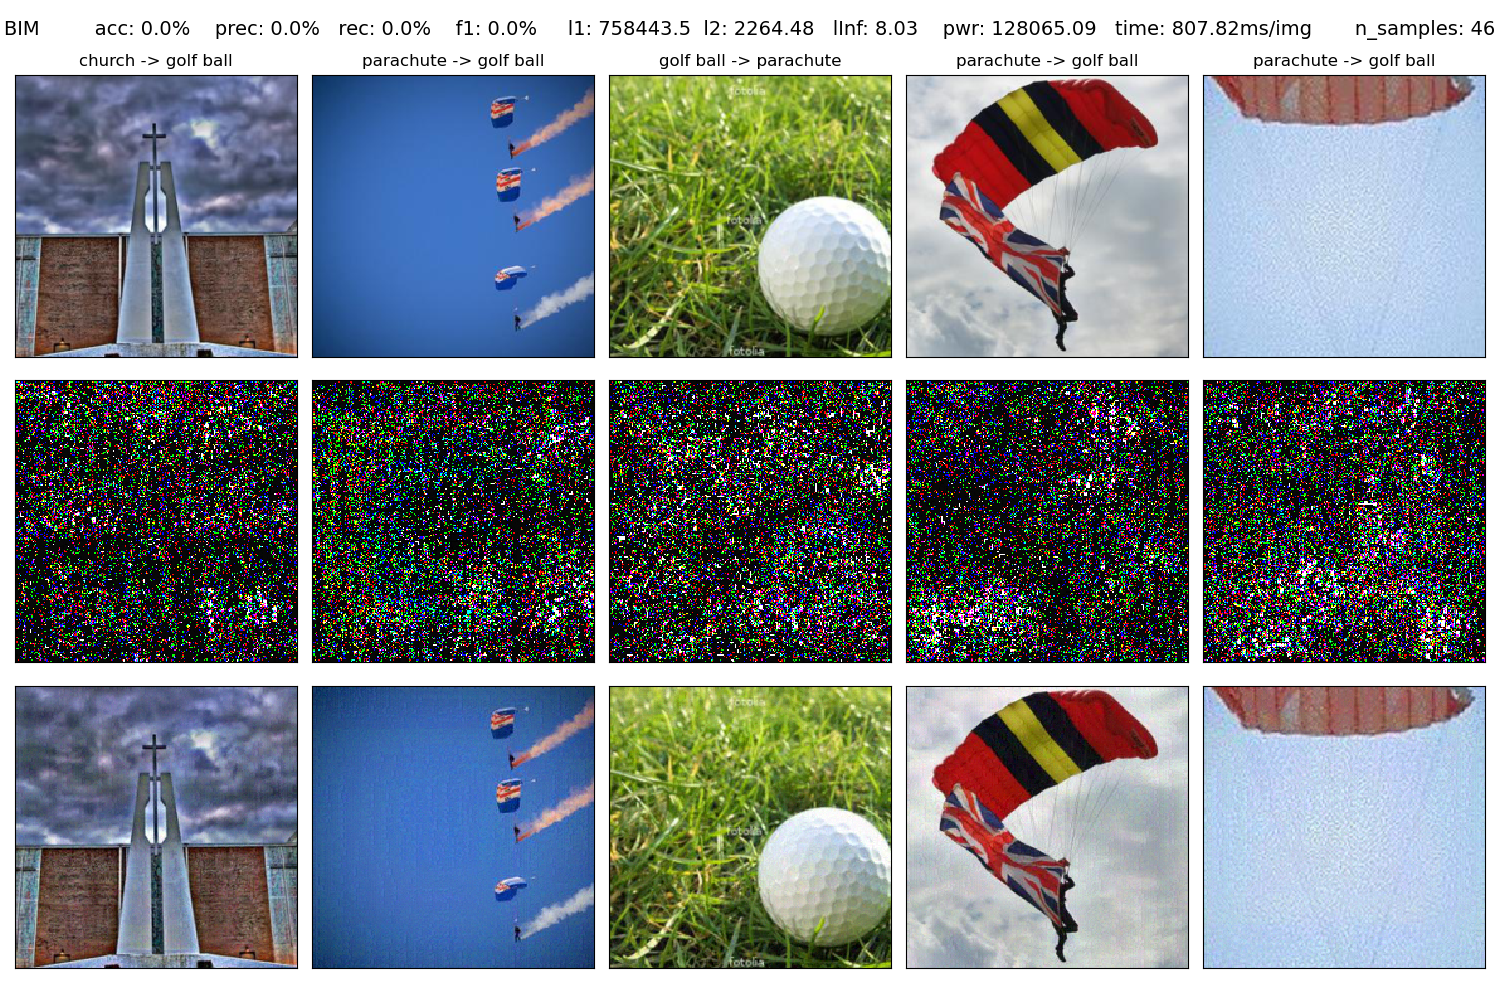 BIM acc: 0.0% prec: 0.0% rec: 0.0% f1: 0.0% l1: 758443.5 l2: 2264.48 lInf: 8.03 pwr: 128065.09 time: 807.82ms/img n_samples: 46
church -> golf ball
parachute -> golf ball
golf ball -> parachute
parachute -> golf ball
parachute -> golf ball
fotolia
fotolia
fotolia
fotolia
fotolia
fotolia